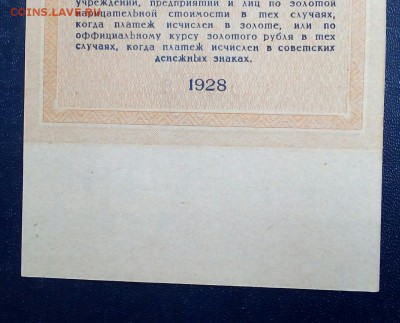 COINS.LAVE.RU
учреждений, предприятий и лиц по золотой
нарицательной стоимости в тех случаях,
когда платеж исчислен в золоте, или по
официальному курсу золотого рубля в тех
случаях, когда платеж исчислен в советских
денежных знаках.
1928